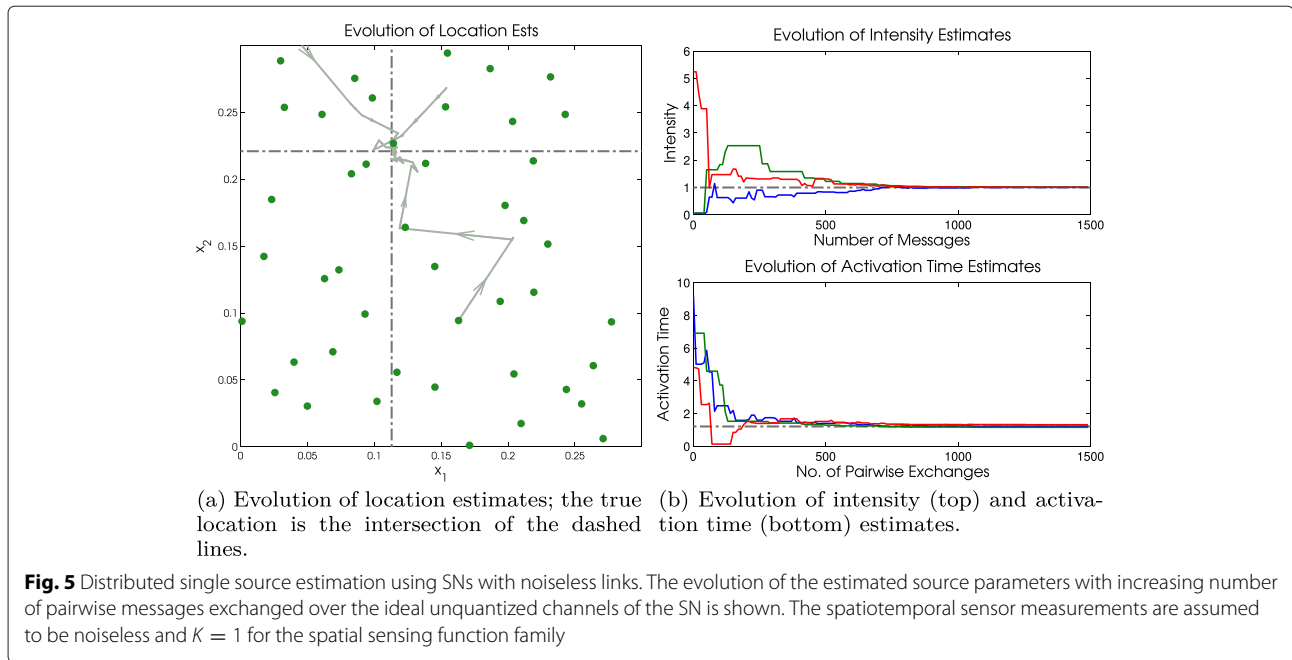 Evolution of Location Ests
0.25
0.2
0.15
0.1
0.05
0
x2
0 0.05 0.1 0.15 0.2 0.25
x1
(a) Evolution of location estimates; the true
location is the intersection of the dashed
lines.
Evolution of Intensity Estimates
6
5
4
3
2
1
0
Intensity
0 500 1000 1500
Number of Messages
Evolution of Activation Time Estimates
10
8
6
4
2
0
Activation Time
0 500 1000 1500
No. of Pairwise Exchanges
(b) Evolution of intensity (top) and activa-
tion time (bottom) estimates.
Fig. 5 Distributed single source estimation using SNs with noiseless links. The evolution of the estimated source parameters with increasing number
of pairwise messages exchanged over the ideal unquantized channels of the SN is shown. The spatiotemporal sensor measurements are assumed
to be noiseless and K = 1 for the spatial sensing function family